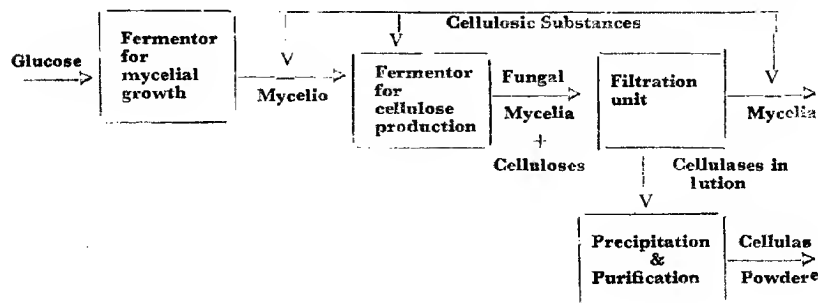 Cellulosic Substances
Glucose
Fermentor
for
mycelial
growth
Mycelio
Fermentor
for
cellulose
production
Fungal
Mycelia
+
Celluloses
Filtration
unit
Mycelia
Cellulases in
lution
Precipitation
&
Purification
Cellulas
Powdere